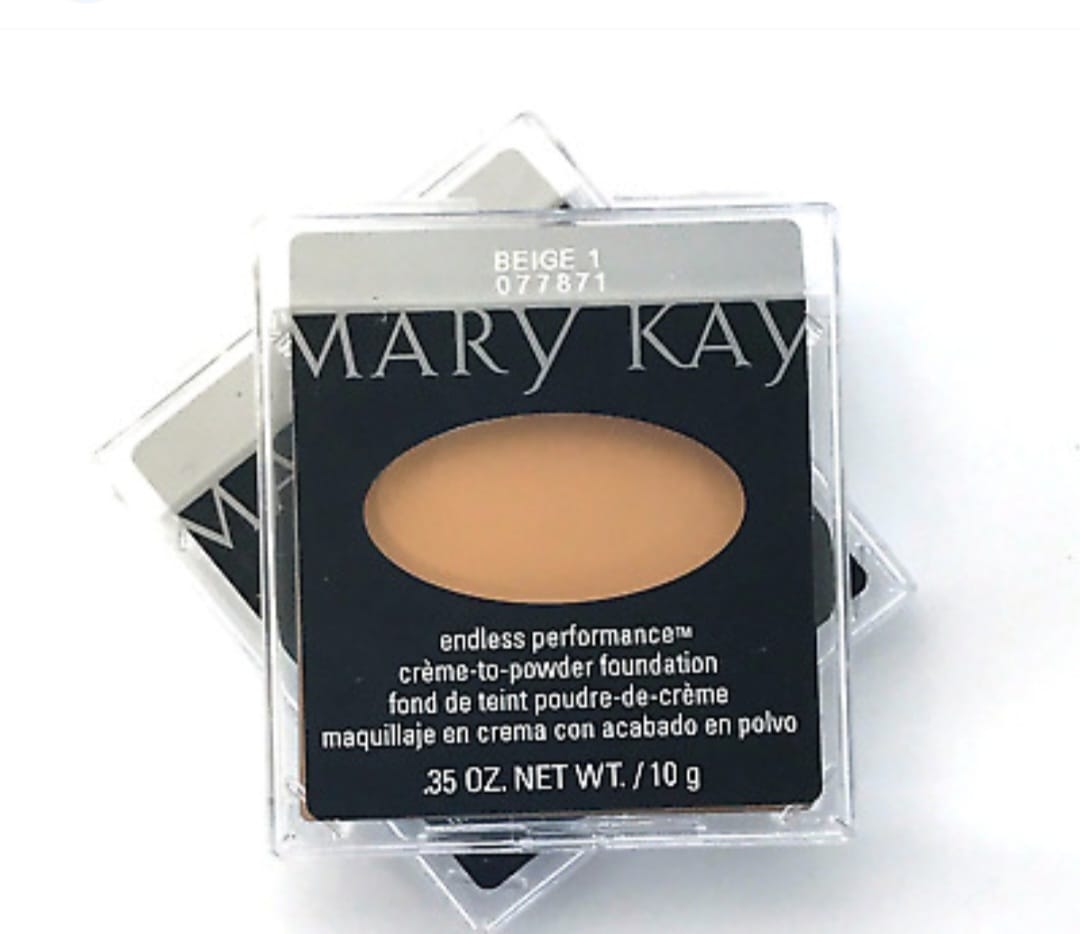 BEIGE 1
077871
MARY KAY
endless performance™
crème-to-powder foundation
fond de teint poudre-de-crème
maquillaje en crema con acabado en polvo
.35 OZ. NET WT. / 10 g
MA